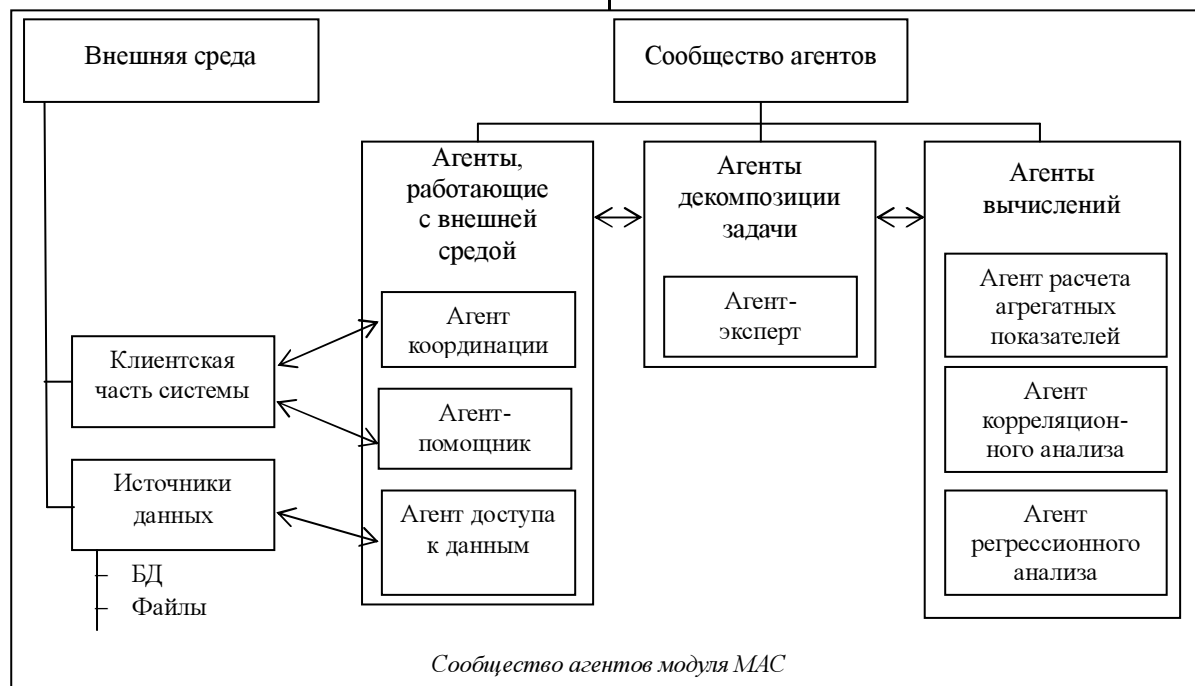 Внешняя среда
Сообщество агентов
Агенты,
работающие
с внешней
средой
Агент
координации
Агент-
помощник
Агент доступа
к данным
Агенты
декомпозиции
задачи
Агент-
эксперт
Агенты
вычислений
Агент расчета
агрегатных
показателей
Агент
корреляцион-
ного анализа
Агент
регрессионного
анализа
Клиентская
часть системы
Источники
данных
– БД
– Файлы
Сообщество агентов модуля МАС